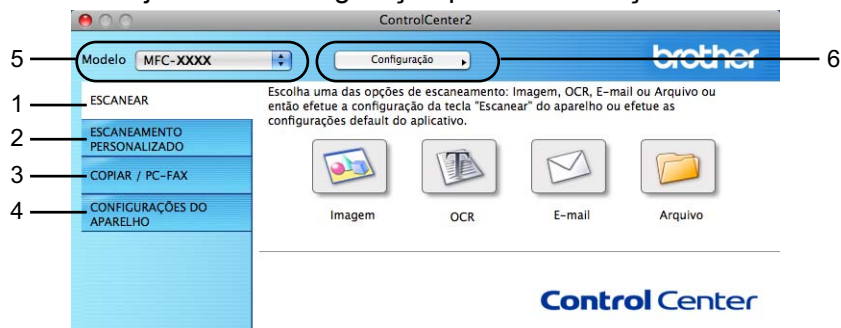 ControlCenter2
5
Modelo MFC-XXXX
Configuração
brother
6
1
ESCANEAR
2
ESCANEAMENTO
PERSONALIZADO
3
COPIAR / PC-FAX
4
CONFIGURAÇÕES DO
APARELHO
Escolha uma das opções de escaneamento: Imagem, OCR, E-mail ou Arquivo ou
então efetue a configuração da tecla "Escanear" do aparelho ou efetue as
configurações default do aplicativo.
Imagem
OCR
E-mail
Arquivo
Control Center